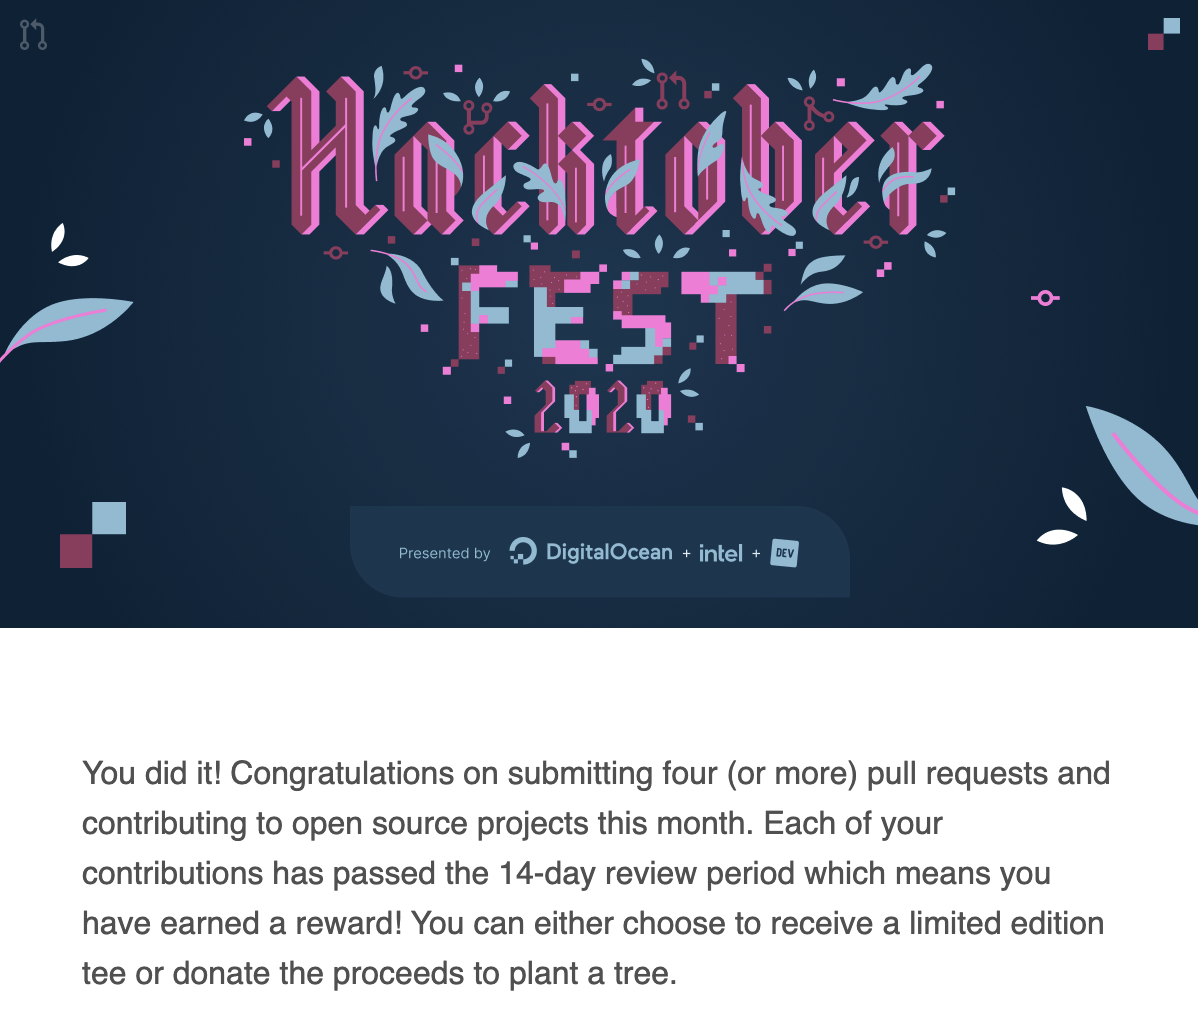 Hacktober
FEST
2020
Presented by DigitalOcean + intel + DEV
You did it! Congratulations on submitting four (or more) pull requests and
contributing to open source projects this month. Each of your
contributions has passed the 14-day review period which means you
have earned a reward! You can either choose to receive a limited edition
tee or donate the proceeds to plant a tree.